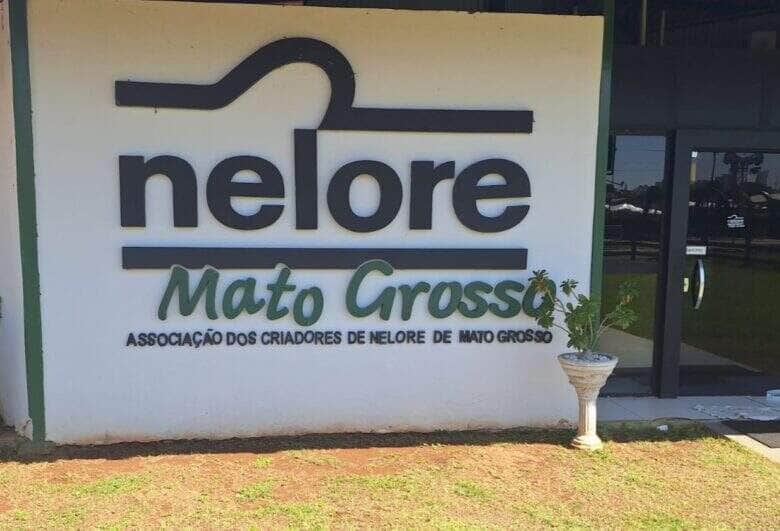 nelore
Mato Grosso
ASSOCIAÇÃO DOS CRIADORES DE NELORE DE MATO GROSSO